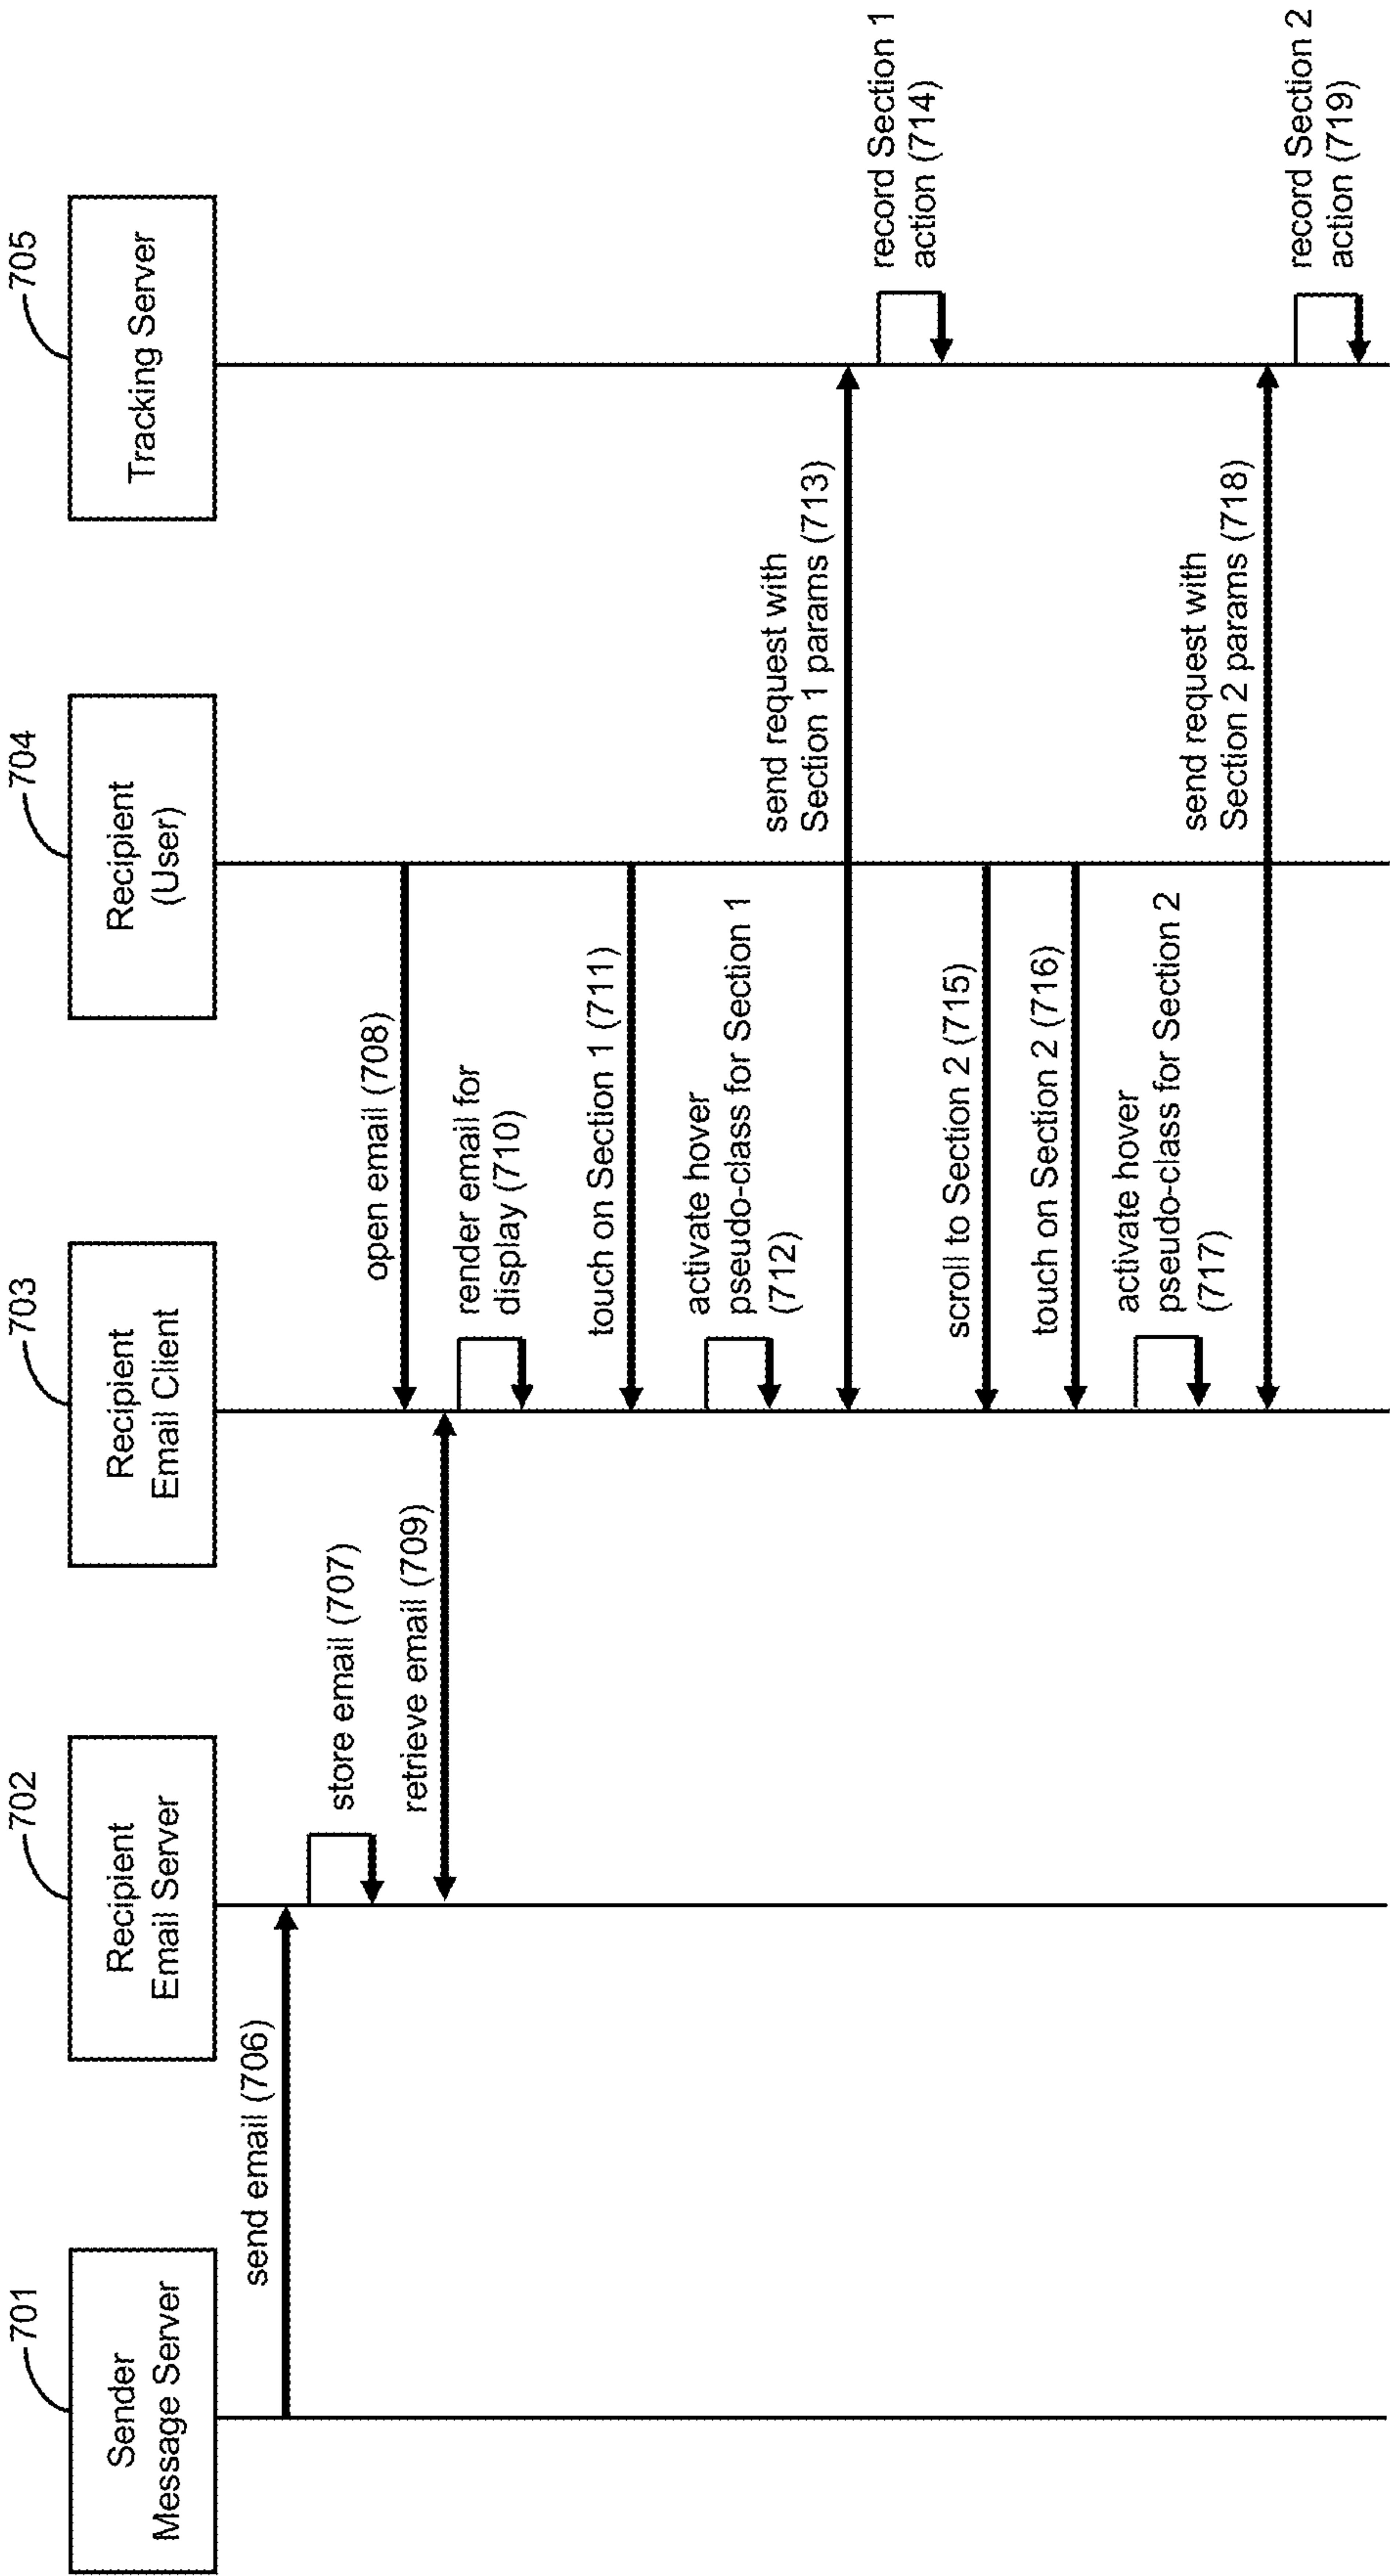 701
Sender
Message Server
702
Recipient
Email Server
703
Recipient
Email Client
704
Recipient
(User)
705
Tracking Server
send email (706)
store email (707)
open email (708)
retrieve email (709)
render email for
display (710)
touch on Section 1 (711)
activate hover
pseudo-class for Section 1
(712)
send request with
Section 1 params (713)
record Section 1
action (714)
scroll to Section 2 (715)
touch on Section 2 (716)
activate hover
pseudo-class for Section 2
(717)
send request with
Section 2 params (718)
record Section 2
action (719)